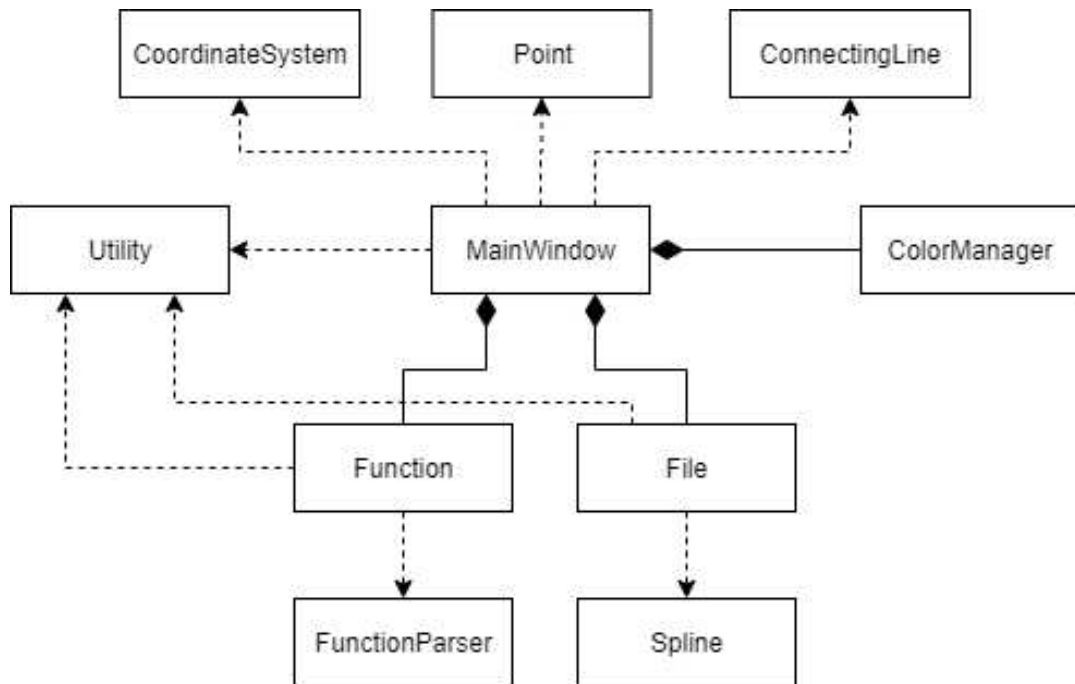 CoordinateSystem
Point
ConnectingLine
Utility
MainWindow
ColorManager
Function
File
FunctionParser
Spline